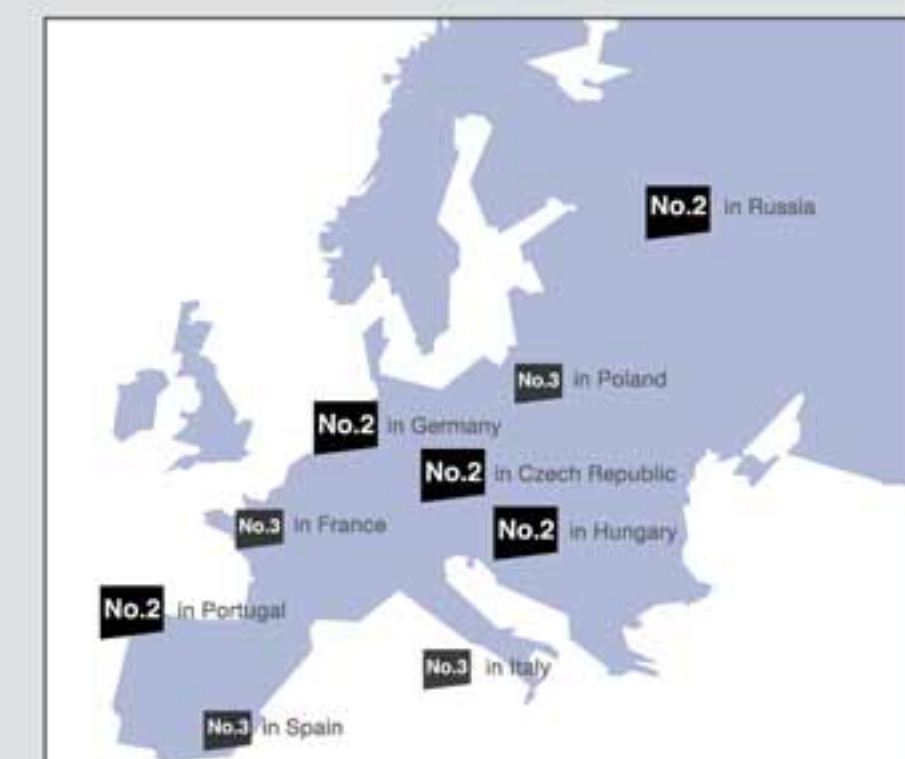 No.2 in Russia
No.3 in Poland
No.2 in Germany
No.2 in Czech Republic
No.3 in France
No.2 in Hungary
No.2 in Portugal
No.3 in Italy
No.3 in Spain